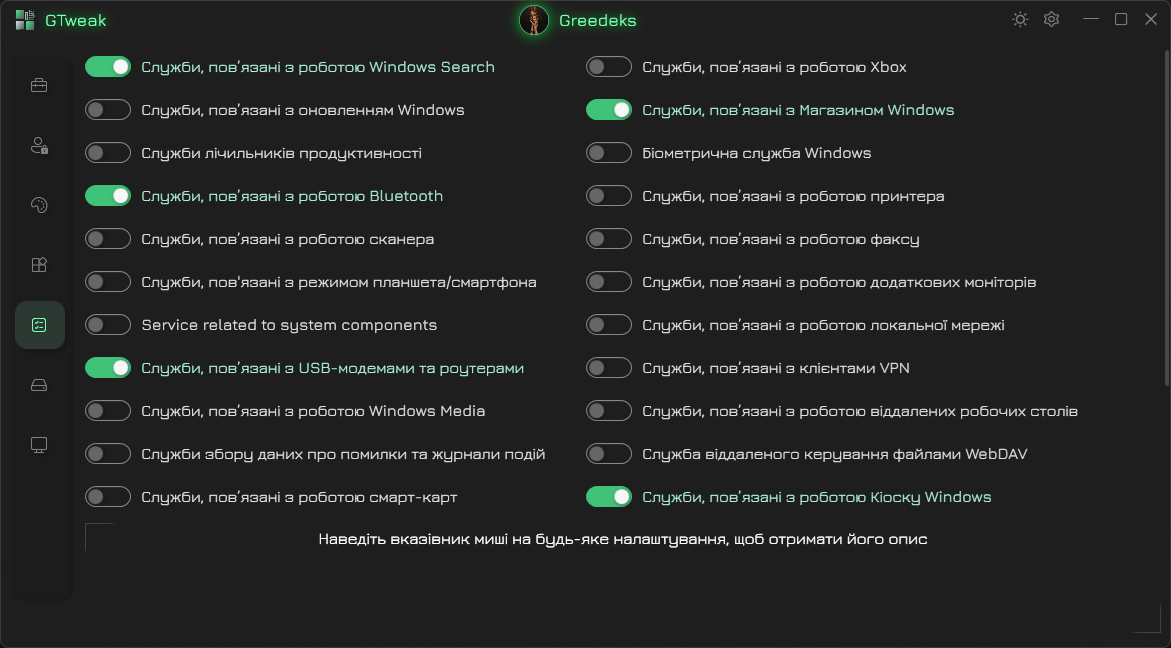 GTweak
Greedeks
Служби, пов’язані з роботою Windows Search
Служби, пов’язані з роботою Xbox
Служби, пов’язані з оновленням Windows
Служби, пов’язані з Магазином Windows
Служби лічильників продуктивності
Біометрична служба Windows
Служби, пов’язані з роботою Bluetooth
Служби, пов’язані з роботою принтера
Служби, пов’язані з роботою сканера
Служби, пов’язані з роботою факсу
Служби, пов'язані з режимом планшета/смартфона
Служби, пов’язані з роботою додаткових моніторів
Service related to system components
Служби, пов’язані з роботою локальної мережі
Служби, пов’язані з USB-модемами та роутерами
Служби, пов’язані з клієнтами VPN
Служби, пов’язані з роботою Windows Media
Служби, пов’язані з роботою віддалених робочих столів
Служби збору даних про помилки та журнали подій
Служба віддаленого керування файлами WebDAV
Служби, пов’язані з роботою смарт-карт
Служби, пов’язані з роботою Кіоску Windows
Наведіть вказівник миші на будь-яке налаштування, щоб отримати його опис